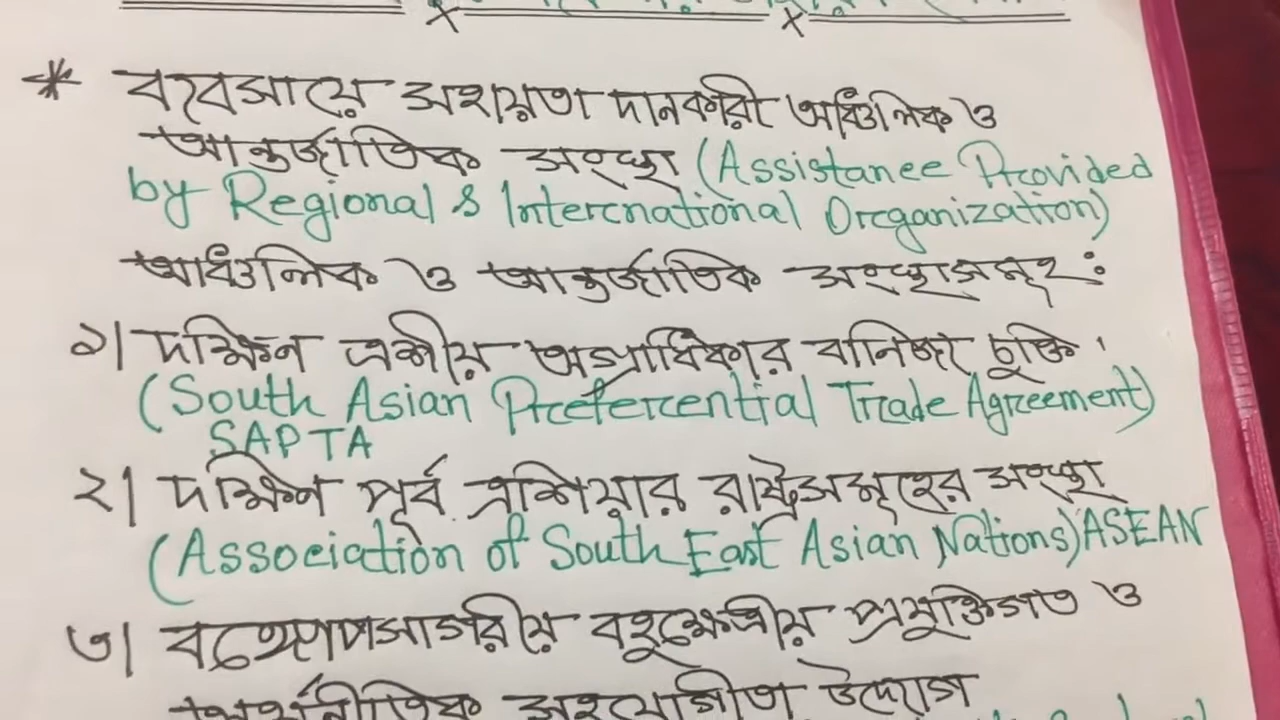 * ব্যবসায়ে সহায়তা দানকারী আঞ্চলিক ও
আন্তর্জাতিক সংস্থা (Assistance Provided
by Regional & International Organization)
আঞ্চলিক ও আন্তর্জাতিক সংস্থাসমূহ:
১| দক্ষিন এশীয় অগ্রাধিকার বানিজ্য চুক্তি।
(South Asian Preferential Trade Agreement)
SAPTA
২| দক্ষিন পূর্ব এশিয়ার রাষ্ট্রসমূহের সংস্থা
(Association of South East Asian Nations) ASEAN
৩| বঙ্গোপসাগরীয় বহুক্ষেত্রীয় প্রযুক্তিগত ও
অর্থনীতিক সহযোগীতা উদ্যোগ